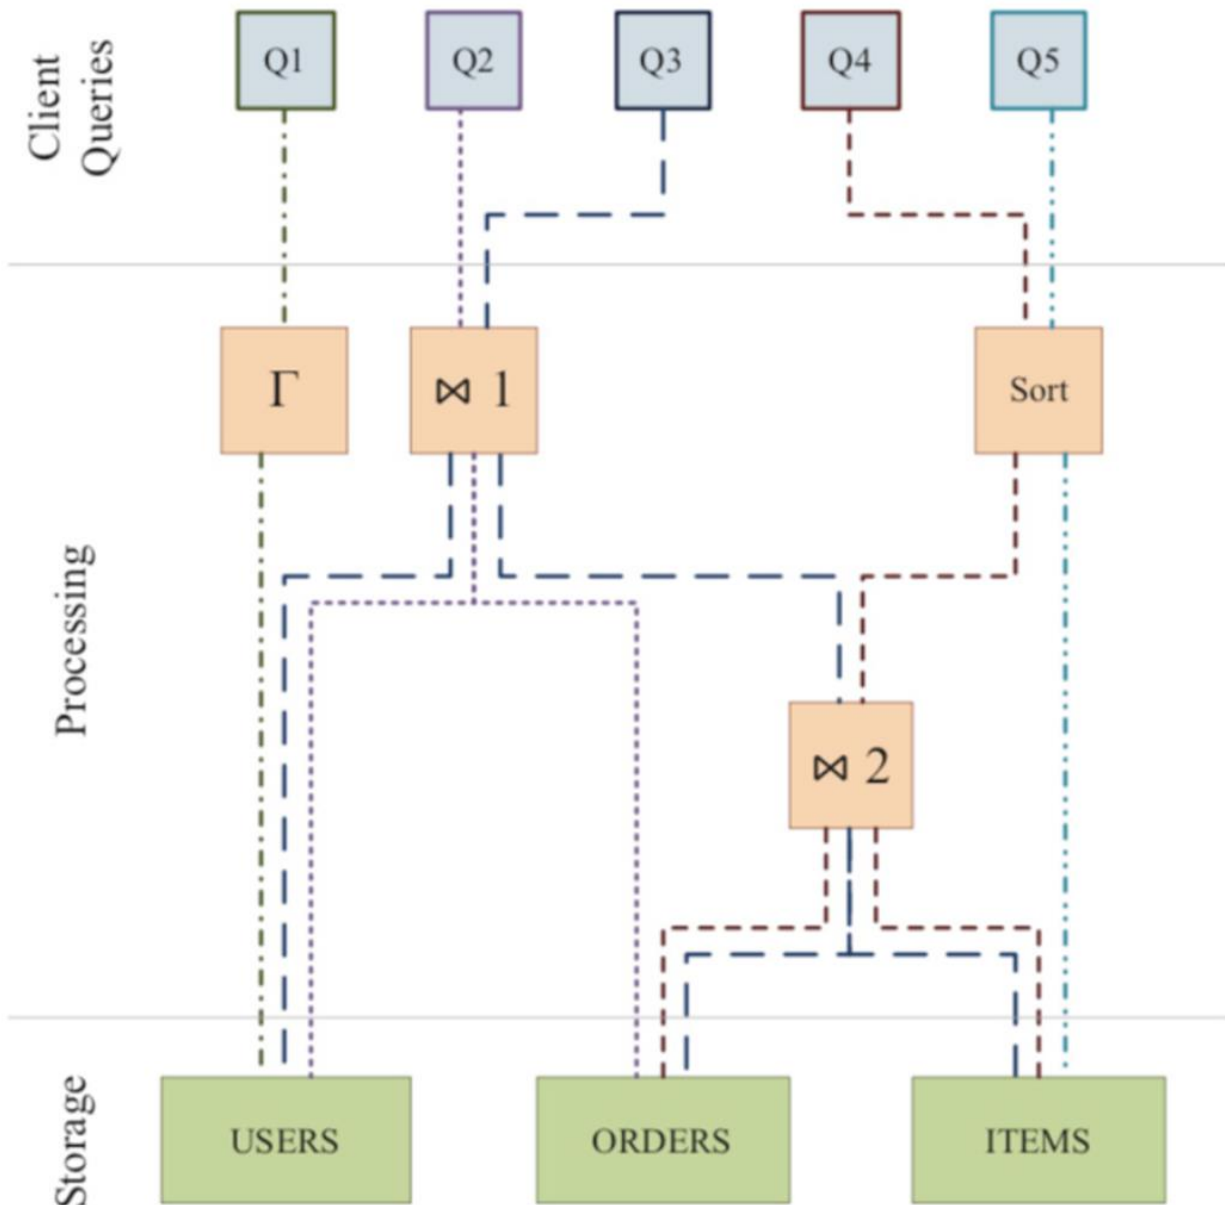 Client
Queries
Q1
Q2
Q3
Q4
Q5
Processing
Γ
⋈ 1
Sort
⋈ 2
Storage
USERS
ORDERS
ITEMS